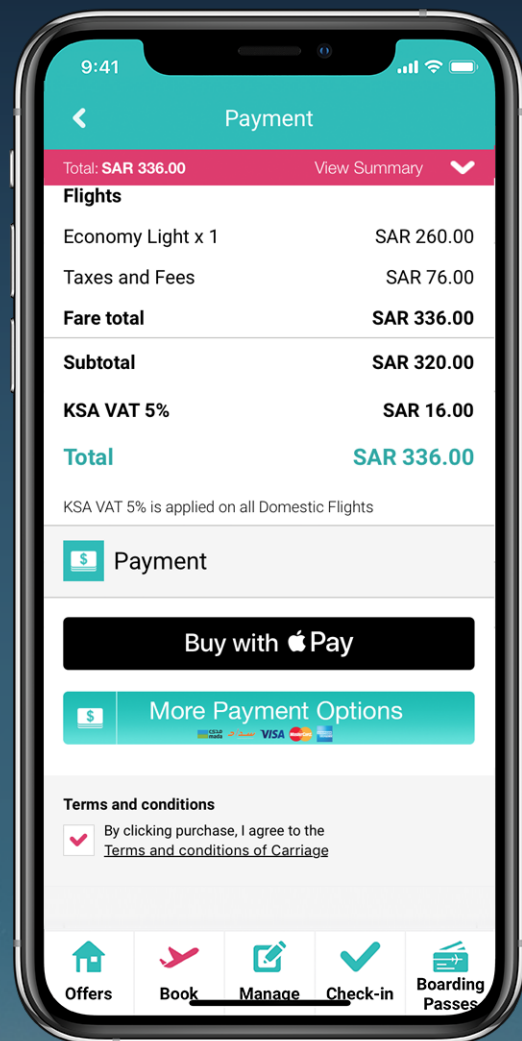 9:41
Payment
Total: SAR 336.00 View Summary
Flights
Economy Light x 1 SAR 260.00
Taxes and Fees SAR 76.00
Fare total SAR 336.00
Subtotal SAR 320.00
KSA VAT 5% SAR 16.00
Total SAR 336.00
KSA VAT 5% is applied on all Domestic Flights
$ Payment
Buy with Pay
$ More Payment Options
mada VISA
Terms and conditions
By clicking purchase, I agree to the
Terms and conditions of Carriage
Offers Book Manage Check-in Boarding Passes